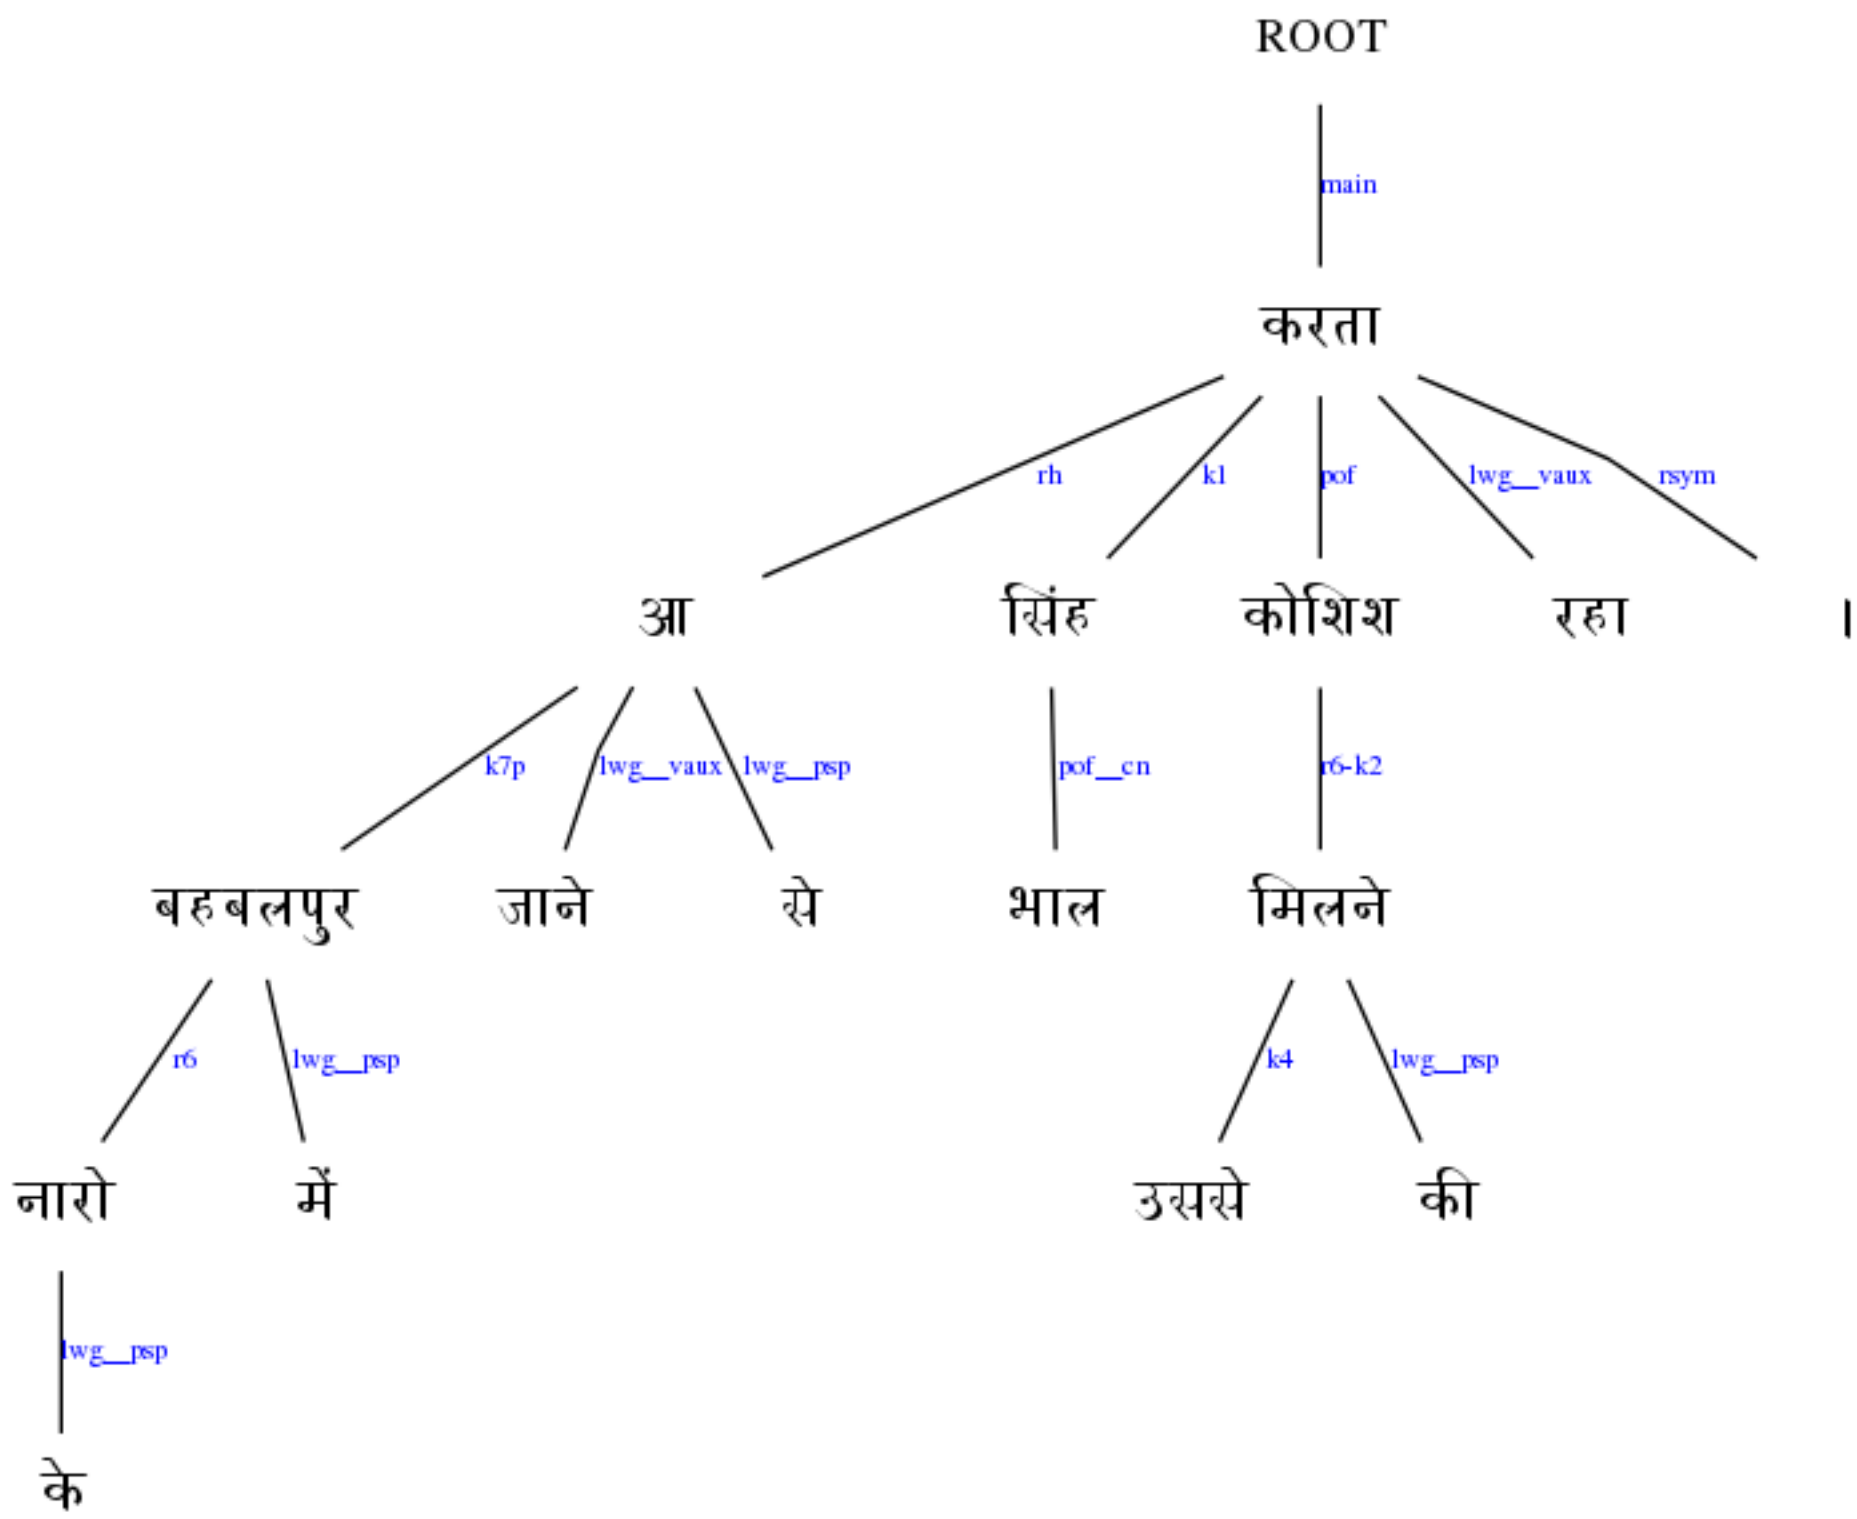 ROOT
main
करता
rh k1 pof lwg__vaux rsym
आ सिंह कोशिश रहा ।
k7p lwg__vaux lwg__psp pof__cn r6-k2
बहबलपुर जाने से भाल मिलने
r6 lwg__psp k4 lwg__psp
नारो में उससे की
lwg__psp
के